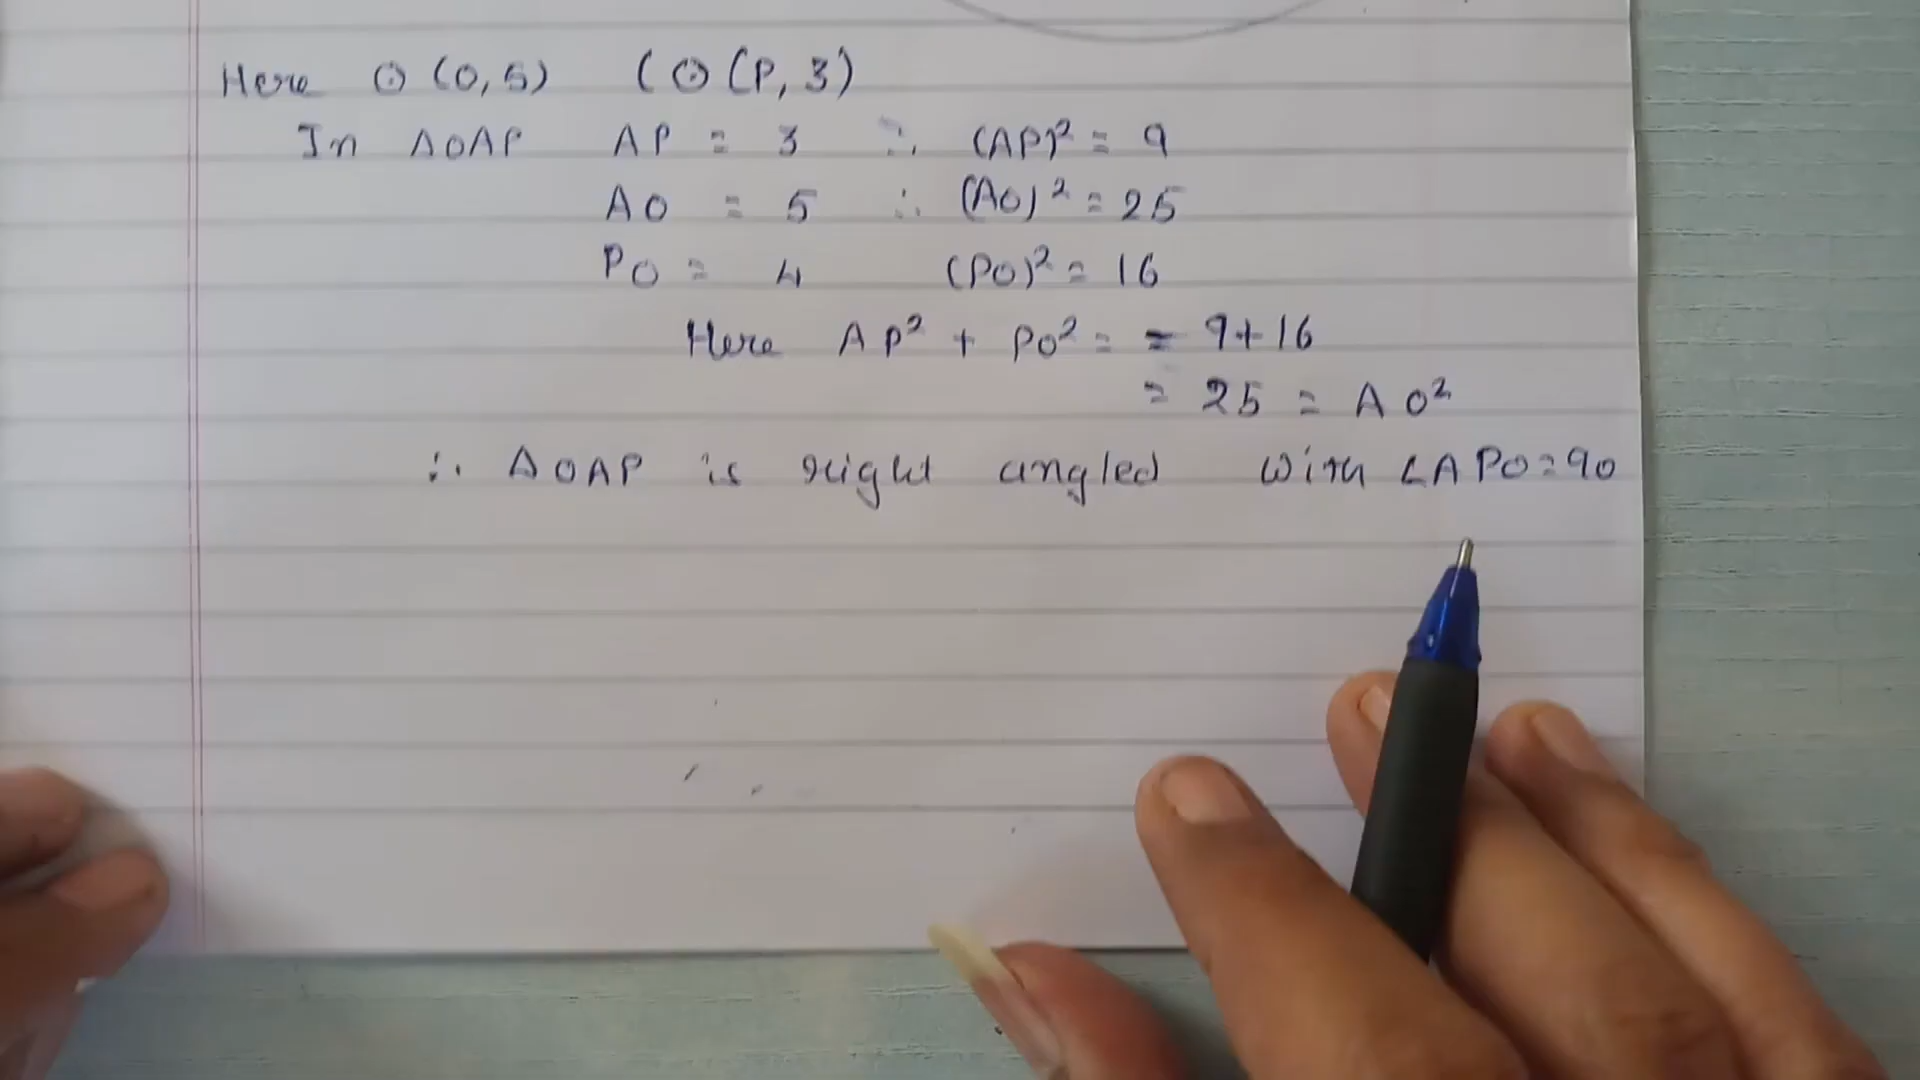 Here ⊙ (O, 5) (⊙ (P, 3)
In ΔOAP AP = 3 ∴ (AP)² = 9
AO = 5 ∴ (AO)² = 25
PO = 4 (PO)² = 16
Here AP² + PO² = = 9+16
= 25 = AO²
∴ ΔOAP is right angled with ∠APO=90